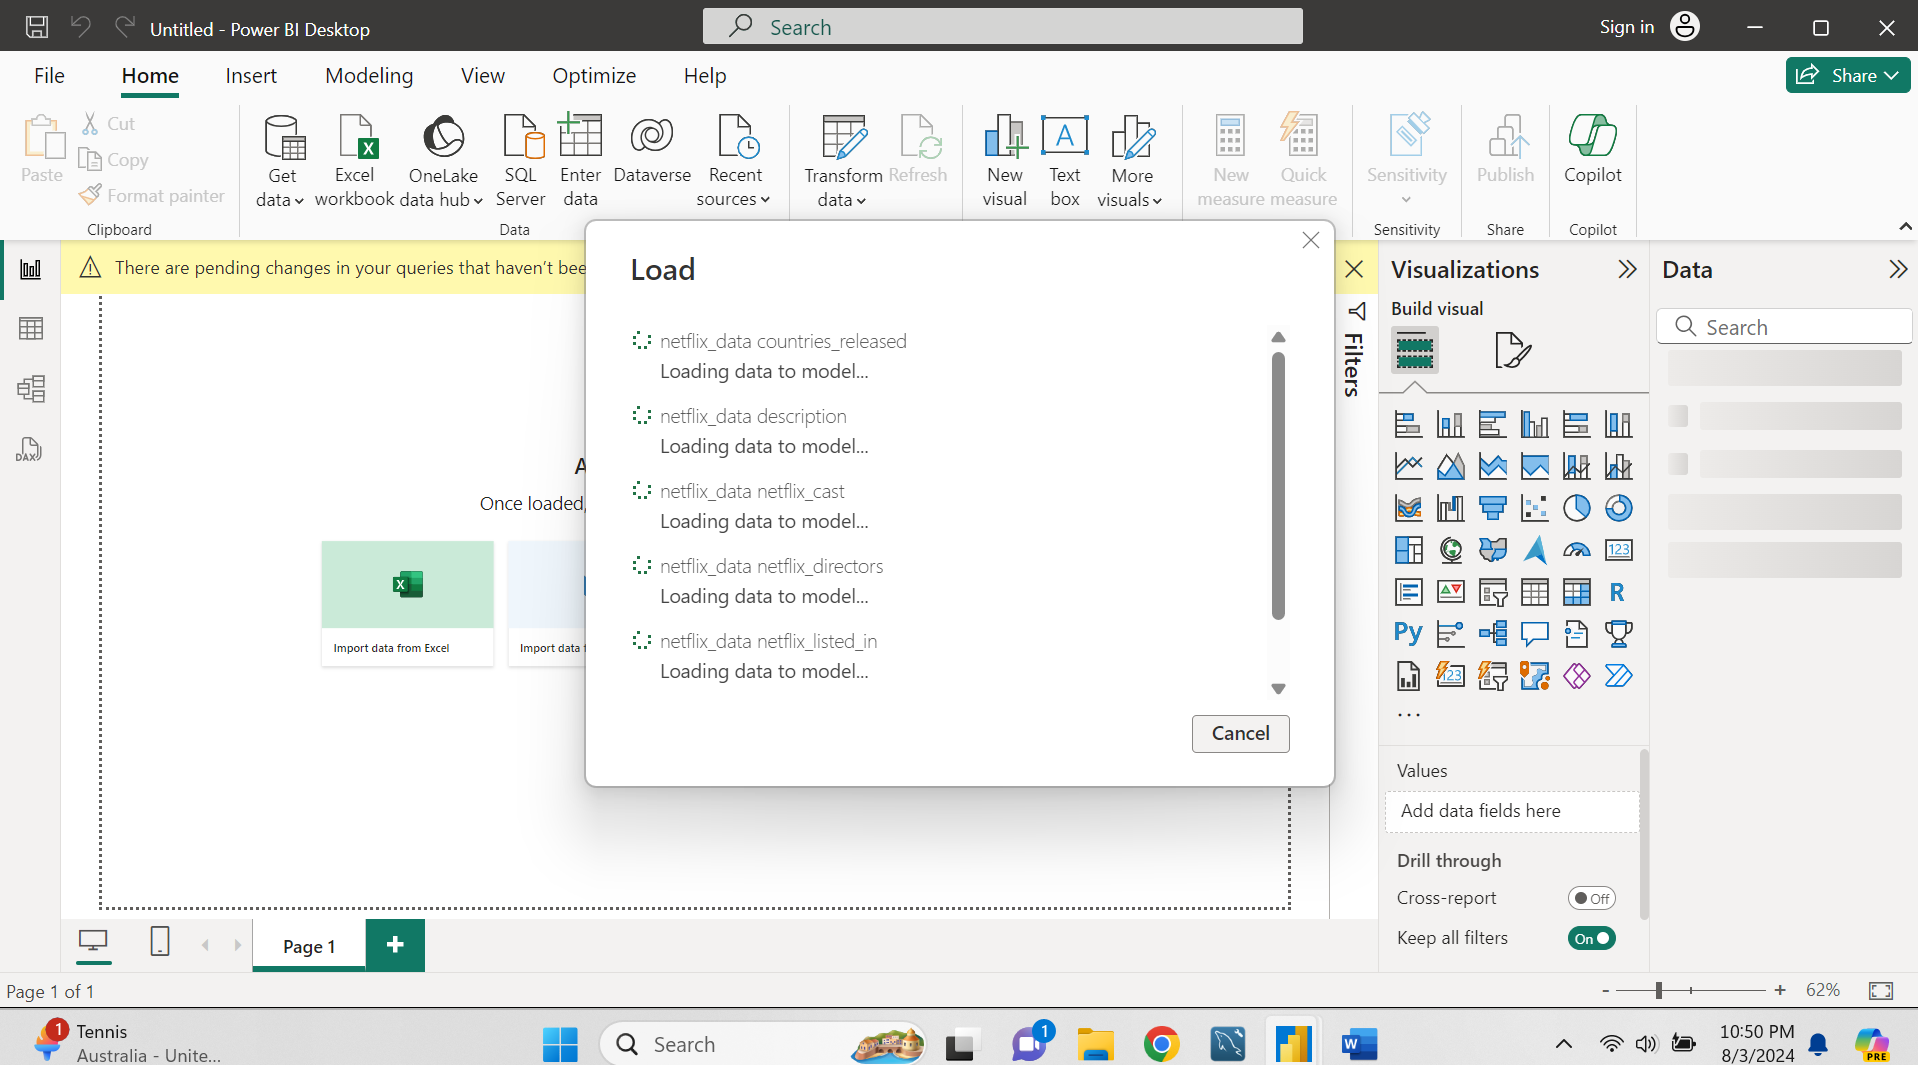 Untitled - Power BI Desktop
Search
Sign in
File Home Insert Modeling View Optimize Help
Share
Paste
Cut
Copy
Format painter
Clipboard
Get data
Excel workbook
OneLake data hub
SQL Server
Enter data
Dataverse
Recent sources
Data
Transform data
Refresh
New visual
Text box
More visuals
New measure
Quick measure
Sensitivity
Sensitivity
Publish
Share
Copilot
Copilot
There are pending changes in your queries that haven't bee
Once loaded,
Import data from Excel
Import data
Load
netflix_data countries_released
Loading data to model...
netflix_data description
Loading data to model...
netflix_data netflix_cast
Loading data to model...
netflix_data netflix_directors
Loading data to model...
netflix_data netflix_listed_in
Loading data to model...
Cancel
Filters
Visualizations
Build visual
123
R
Py
123
...
Values
Add data fields here
Drill through
Cross-report
Off
Keep all filters
On
Data
Search
DAX
Page 1
+
Page 1 of 1
- + 62%
1
Tennis
Australia - Unite...
Search
1
W
10:50 PM
8/3/2024
PRE